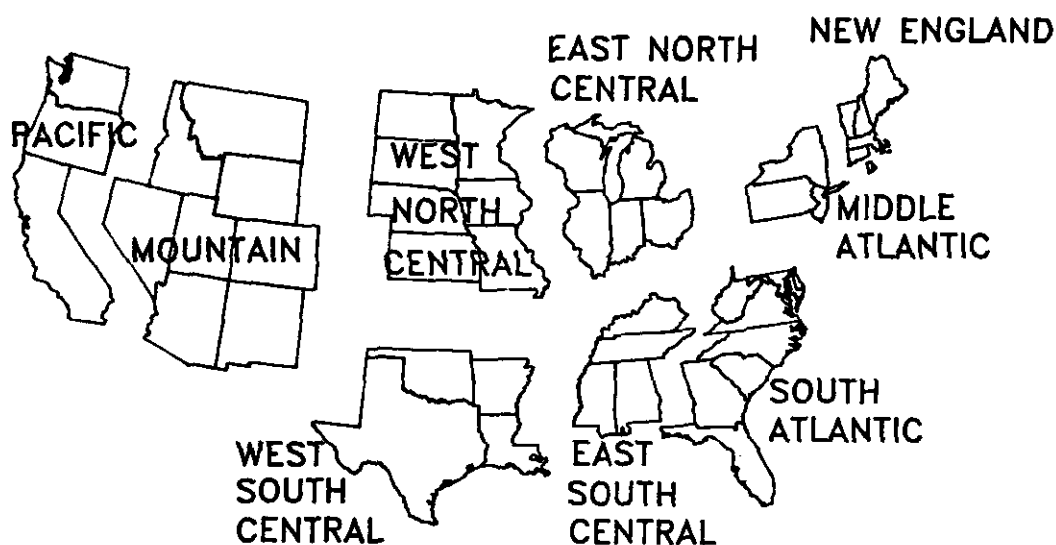 NEW ENGLAND
EAST NORTH
CENTRAL
PACIFIC
WEST
NORTH
CENTRAL
MIDDLE
ATLANTIC
MOUNTAIN
SOUTH
ATLANTIC
WEST
SOUTH
CENTRAL
EAST
SOUTH
CENTRAL